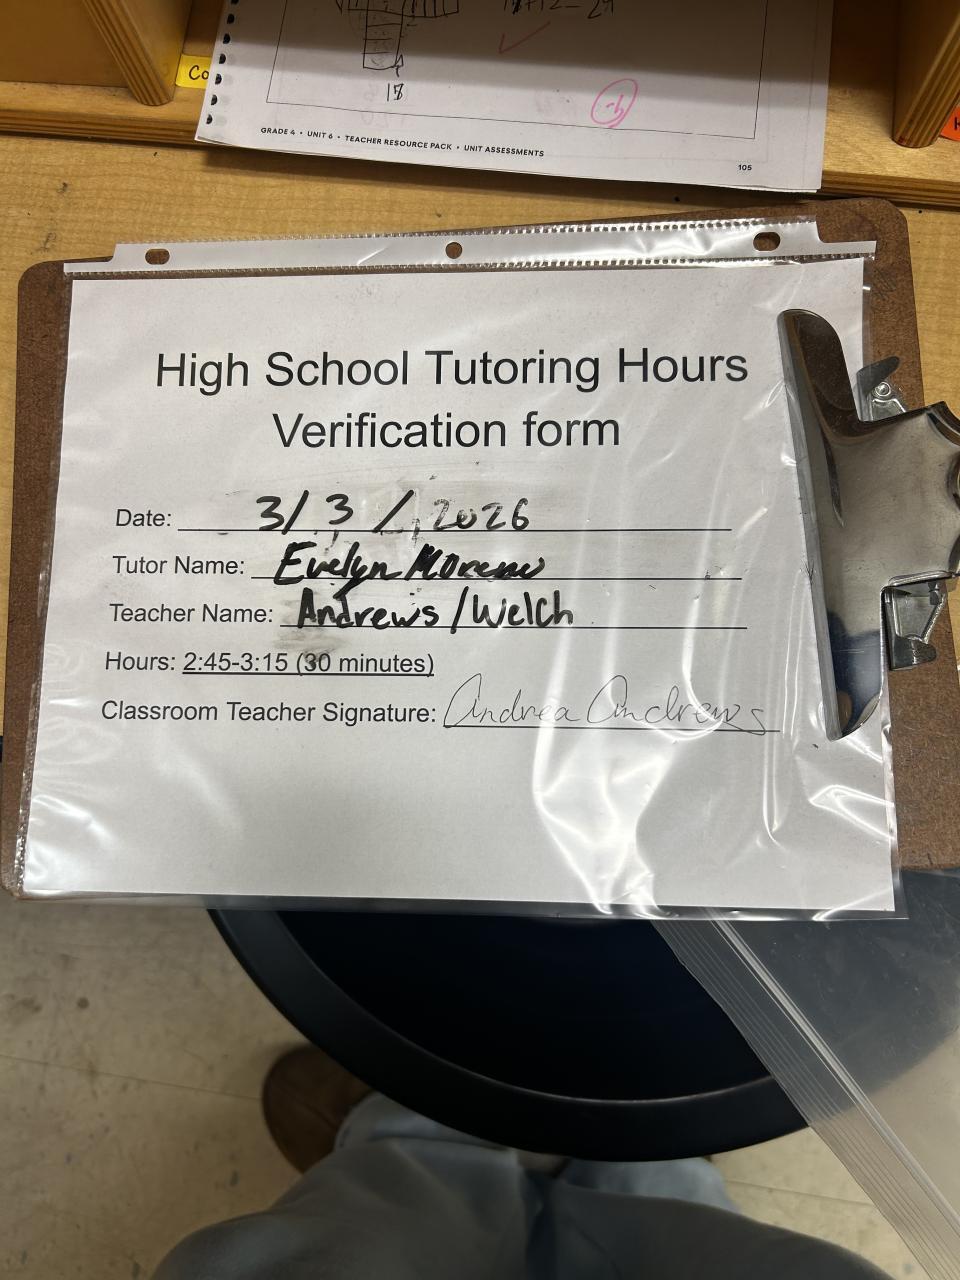 Co
18
-6
GRADE 4 • UNIT 6 • TEACHER RESOURCE PACK • UNIT ASSESSMENTS
105
High School Tutoring Hours
Verification form
Date: 3/3/2026
Tutor Name: Evelyn Moreno
Teacher Name: Andrews/Welch
Hours: 2:45-3:15 (30 minutes)
Classroom Teacher Signature: Andrea Andrews